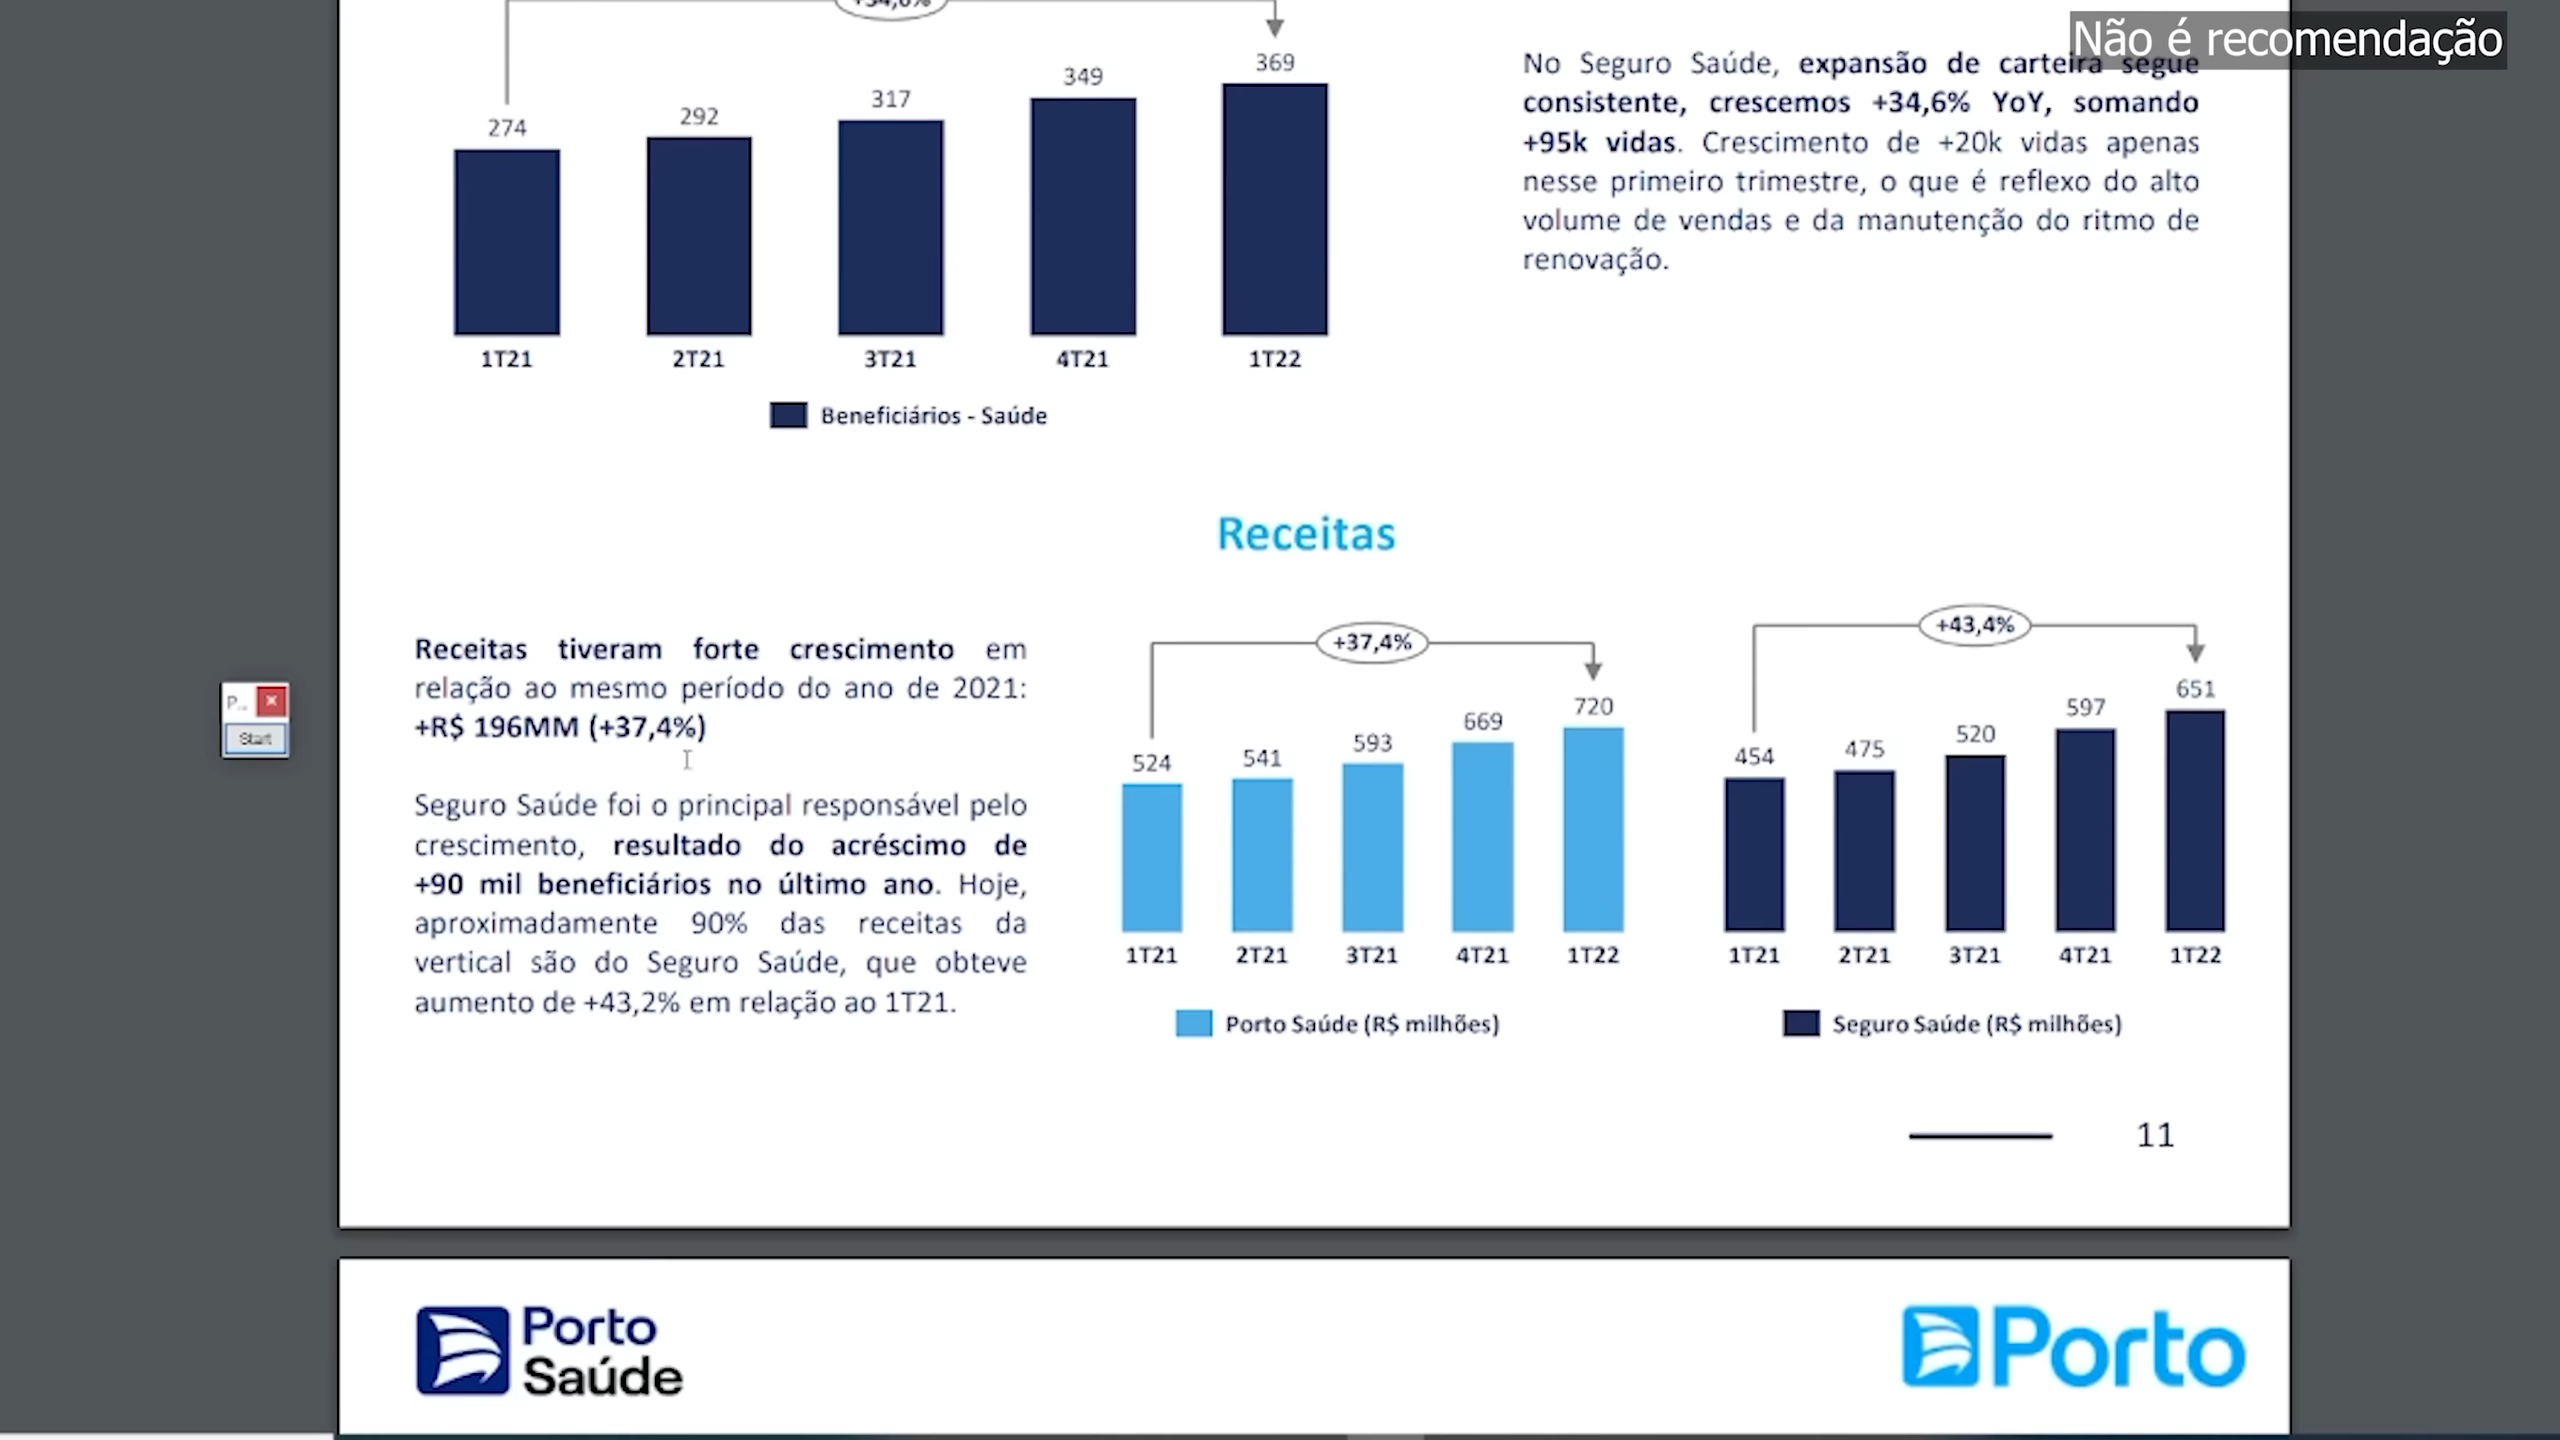 +34,6%
Não é recomendação
274
292
317
349
369
1T21
2T21
3T21
4T21
1T22
Beneficiários - Saúde
No Seguro Saúde, expansão de carteira segue
consistente, crescemos +34,6% YoY, somando
+95k vidas. Crescimento de +20k vidas apenas
nesse primeiro trimestre, o que é reflexo do alto
volume de vendas e da manutenção do ritmo de
renovação.
Receitas
Receitas tiveram forte crescimento em
relação ao mesmo período do ano de 2021:
+R$ 196MM (+37,4%)
Seguro Saúde foi o principal responsável pelo
crescimento, resultado do acréscimo de
+90 mil beneficiários no último ano. Hoje,
aproximadamente 90% das receitas da
vertical são do Seguro Saúde, que obteve
aumento de +43,2% em relação ao 1T21.
P...
Start
+37,4%
524
541
593
669
720
1T21
2T21
3T21
4T21
1T22
Porto Saúde (R$ milhões)
+43,4%
454
475
520
597
651
1T21
2T21
3T21
4T21
1T22
Seguro Saúde (R$ milhões)
11
Porto
Saúde
Porto